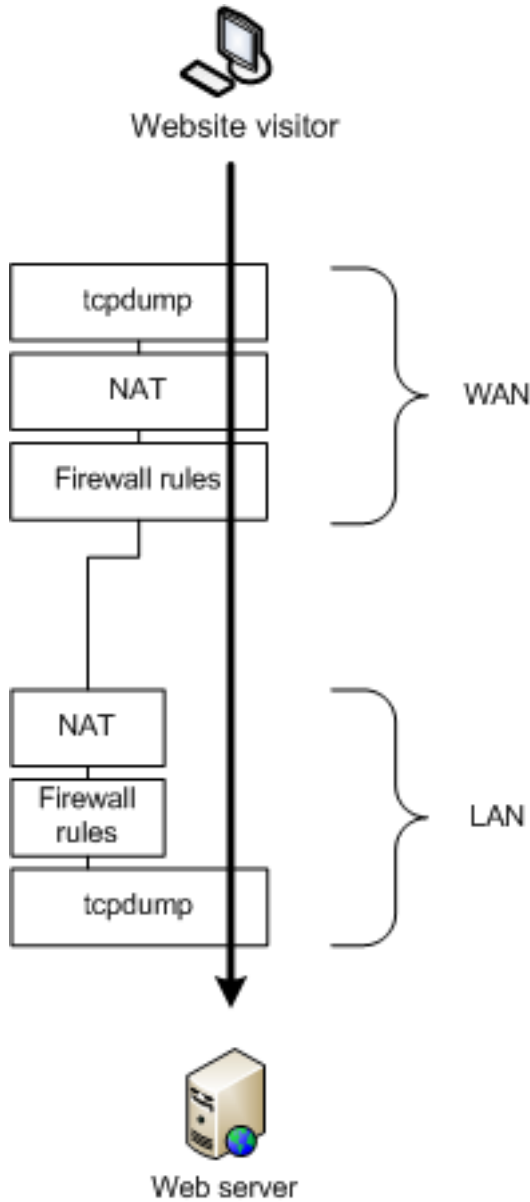 Website visitor
tcpdump
NAT
Firewall rules
WAN
NAT
Firewall
rules
LAN
tcpdump
Web server